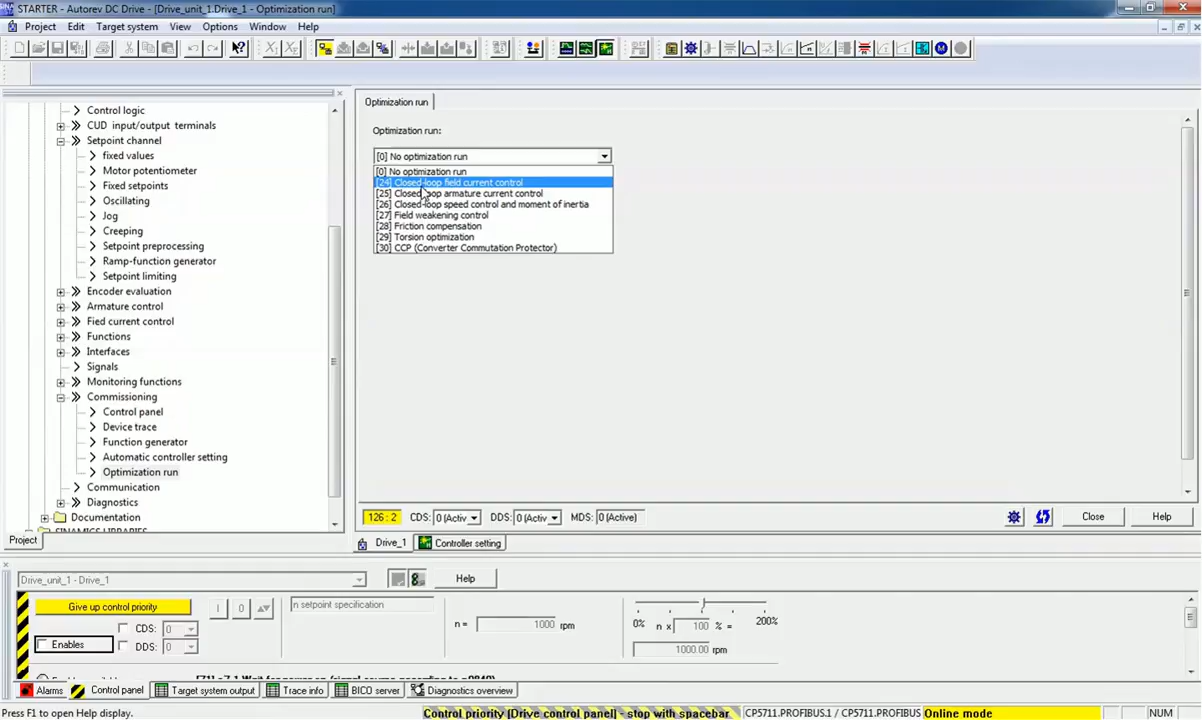 STARTER - Autorev DC Drive - [Drive_unit_1.Drive_1 - Optimization run]
Project Edit Target system View Options Window Help
Control logic
CUD input/output terminals
Setpoint channel
fixed values
Motor potentiometer
Fixed setpoints
Oscillating
Jog
Creeping
Setpoint preprocessing
Ramp-function generator
Setpoint limiting
Encoder evaluation
Armature control
Fied current control
Functions
Interfaces
Signals
Monitoring functions
Commissioning
Control panel
Device trace
Function generator
Automatic controller setting
Optimization run
Communication
Diagnostics
Documentation
SINAMICS LIBRARIES
Project
Optimization run
Optimization run:
[0] No optimization run
[0] No optimization run
[24] Closed-loop field current control
[25] Closed-loop armature current control
[26] Closed-loop speed control and moment of inertia
[27] Field weakening control
[28] Friction compensation
[29] Torsion optimization
[30] CCP (Converter Commutation Protector)
126 : 2 CDS: 0 (Activ DDS: 0 (Activ MDS: 0 (Active) Close Help
Drive_1 Controller setting
Drive_unit_1 - Drive_1 Help
Give up control priority I 0 n setpoint specification
CDS: 0 n = 1000 rpm 0% n x 100 % = 200%
Enables DDS: 0 1000.00 rpm
Alarms Control panel Target system output Trace info BICO server Diagnostics overview
Press F1 to open Help display. Control priority [Drive control panel] - stop with spacebar CP5711.PROFIBUS.1 / CP5711.PROFIBUS Online mode NUM